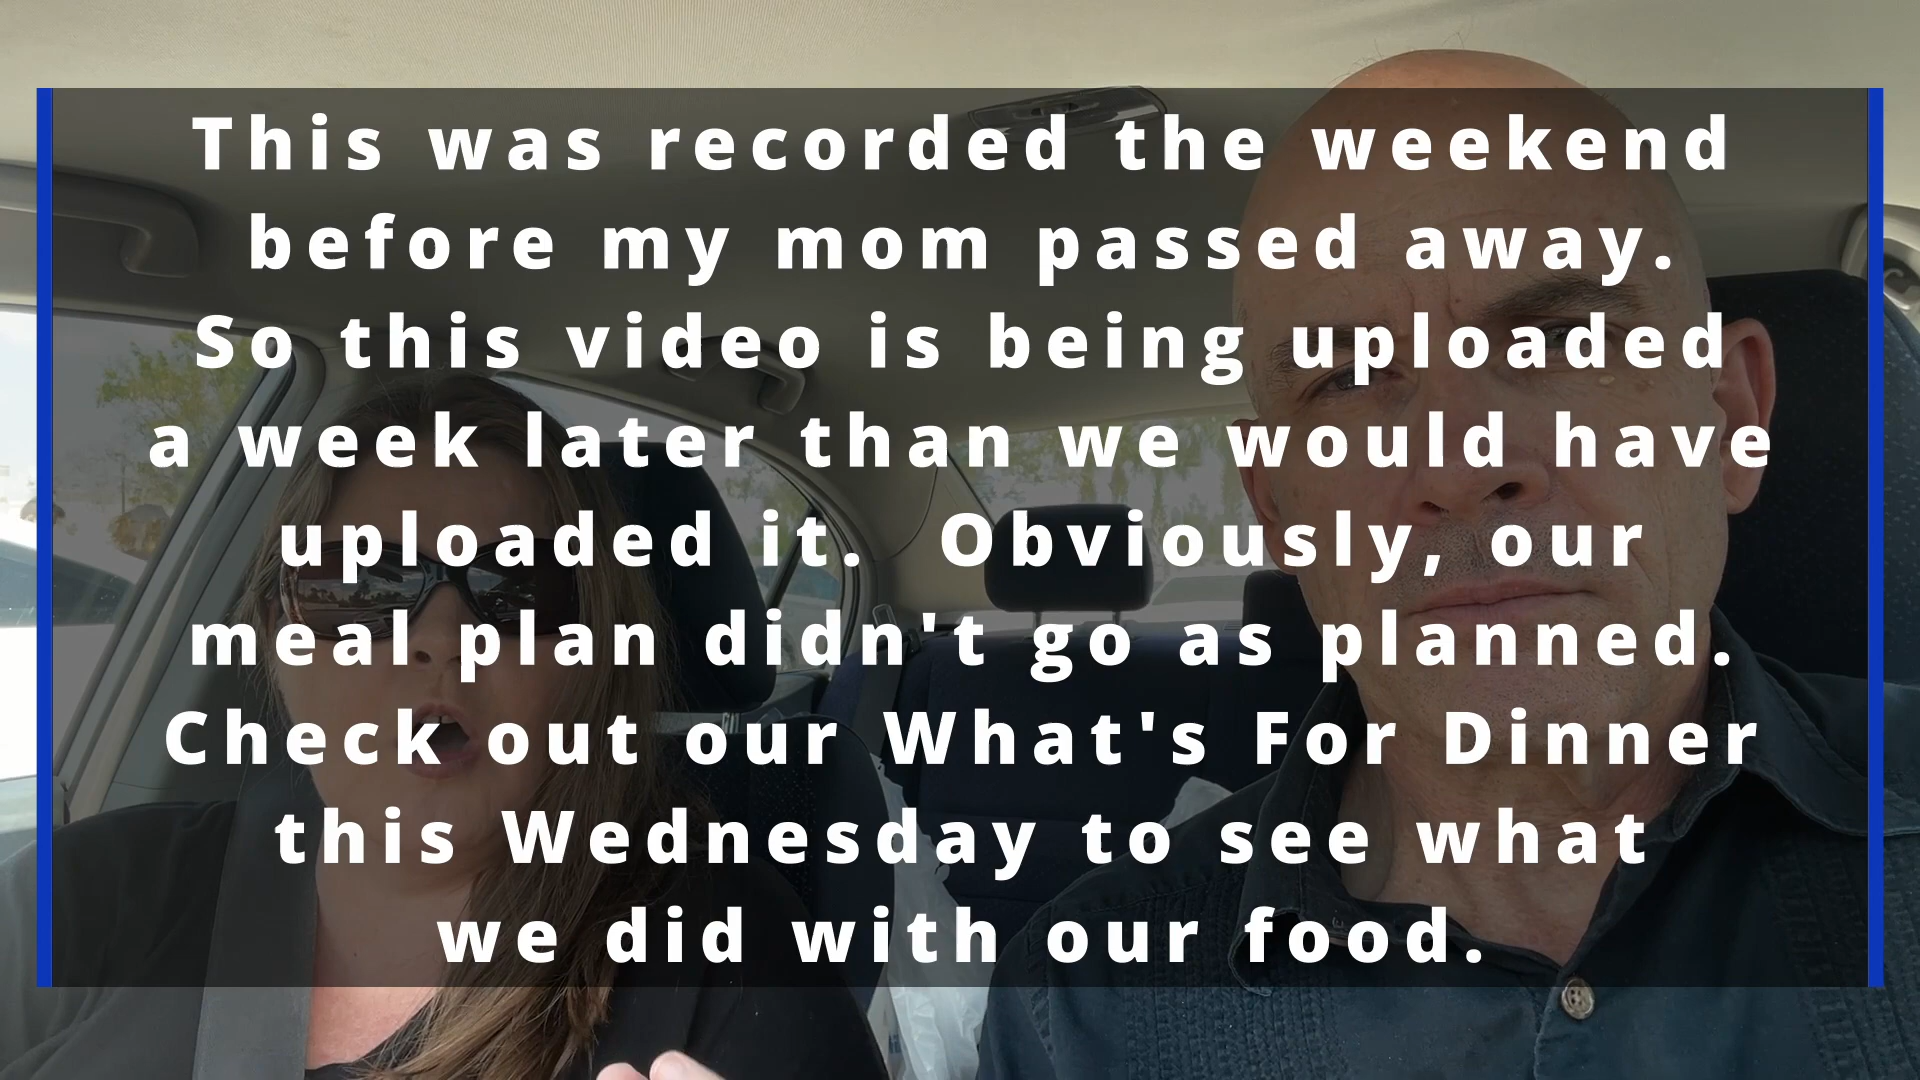 This was recorded the weekend
before my mom passed away.
So this video is being uploaded
a week later than we would have
uploaded it.  Obviously, our
meal plan didn't go as planned.
Check out our What's For Dinner
this Wednesday to see what
we did with our food.